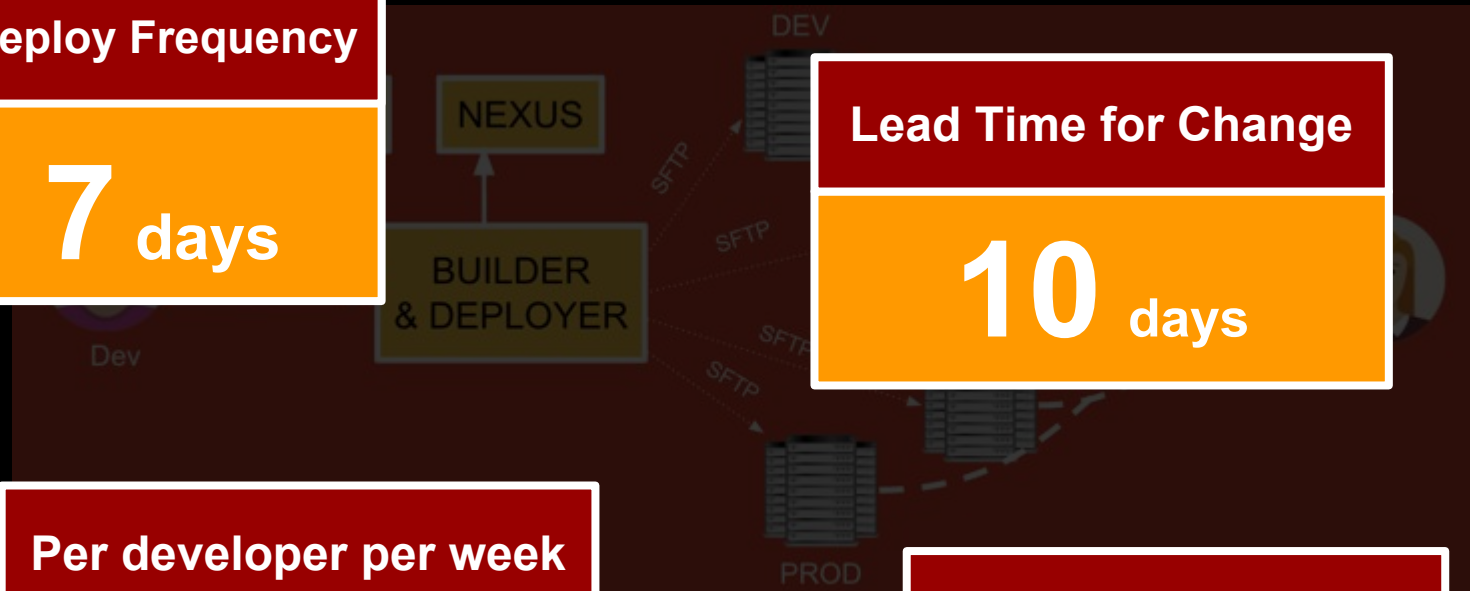 eploy Frequency
7 days
DEV
NEXUS
Lead Time for Change
10 days
SFTP
SFTP
BUILDER
& DEPLOYER
SFTP
SFTP
Dev
Per developer per week
PROD